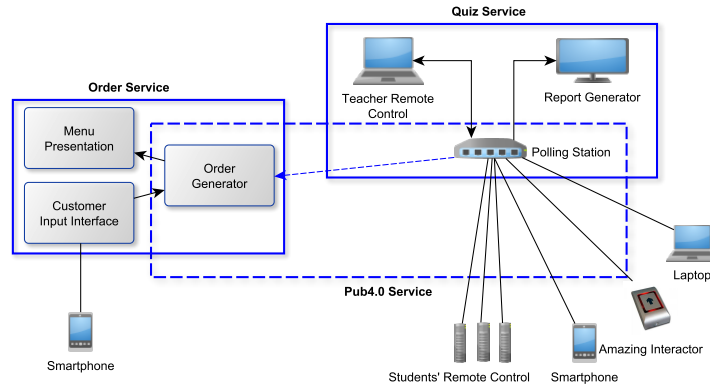 Quiz Service
Teacher Remote
Control
Report Generator
Order Service
Menu
Presentation
Order
Generator
Polling Station
Customer
Input Interface
Laptop
Pub4.0 Service
Amazing Interactor
Smartphone
Students' Remote Control
Smartphone